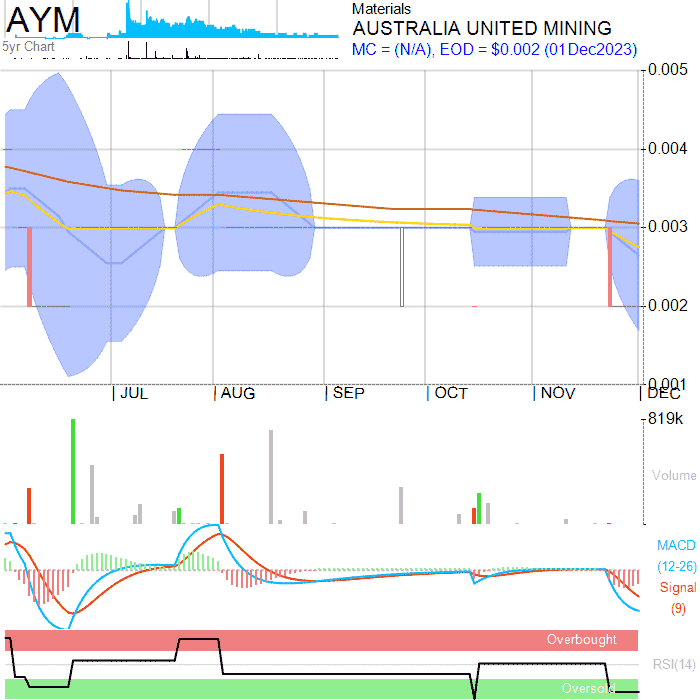 AYM
5yr Chart
Materials
AUSTRALIA UNITED MINING
MC = (N/A), EOD = $0.002 (01Dec2023)
0.005
0.004
0.003
0.002
0.001
JUL AUG SEP OCT NOV DEC
819k
Volume
MACD
(12-26)
Signal
(9)
Overbought
RSI(14)
Oversold